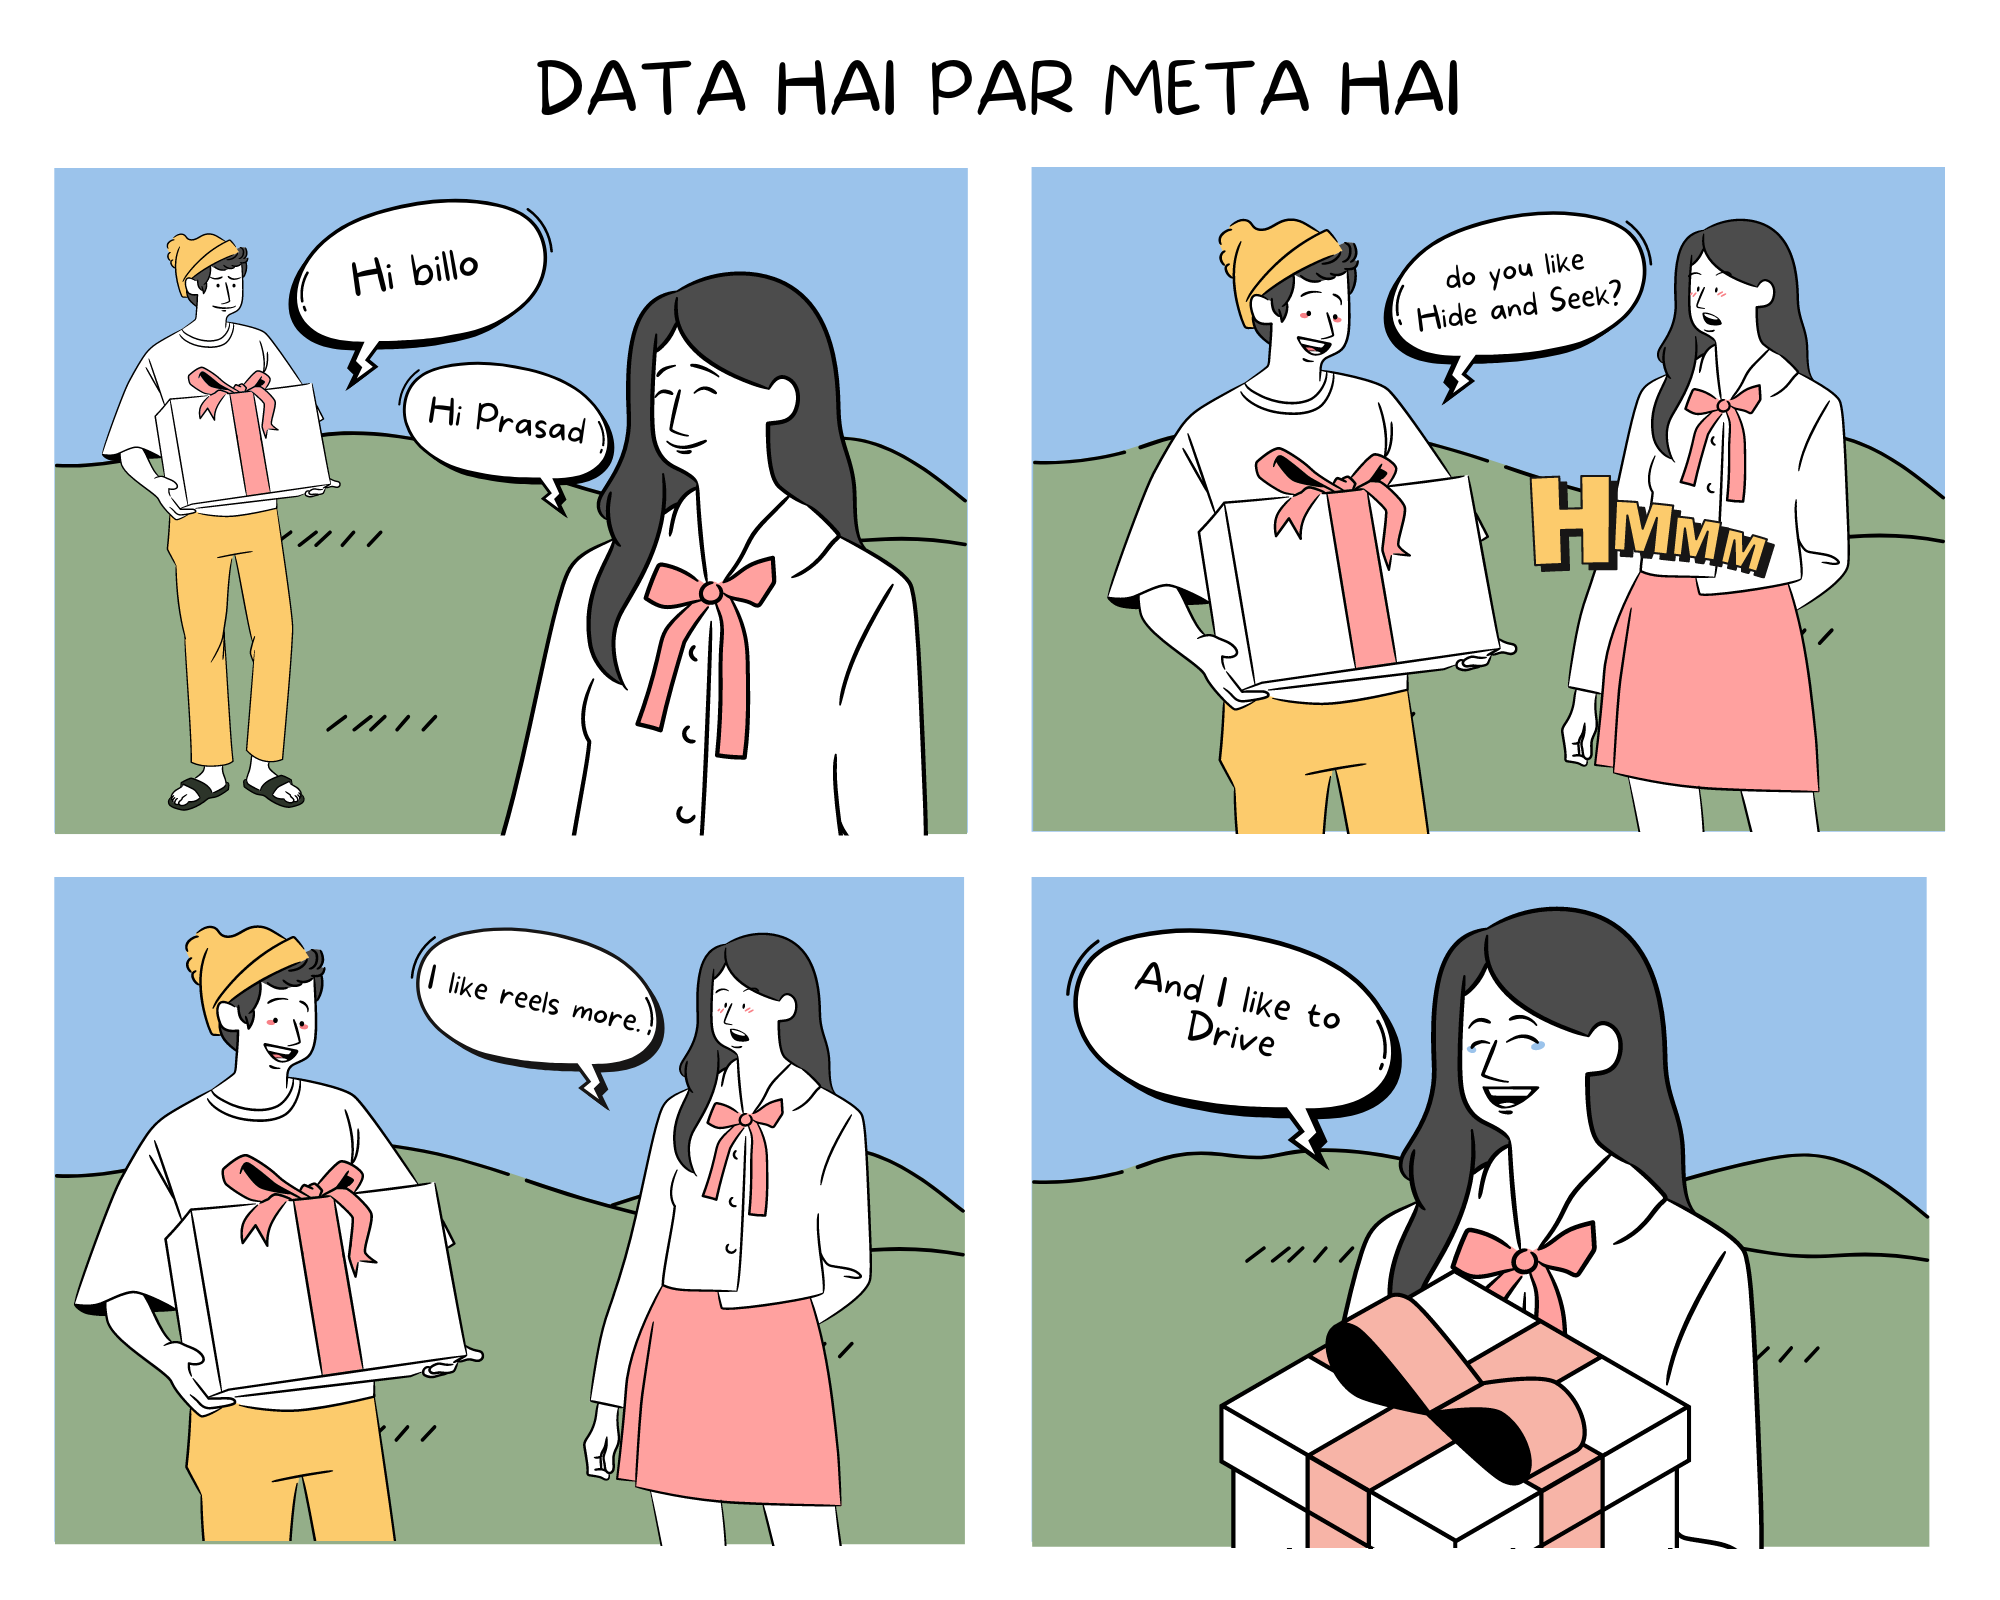 DATA HAI PAR META HAI
Hi billo
Hi Prasad
do you like
Hide and Seek?
HMMMM
I like reels more.
And I like to
Drive